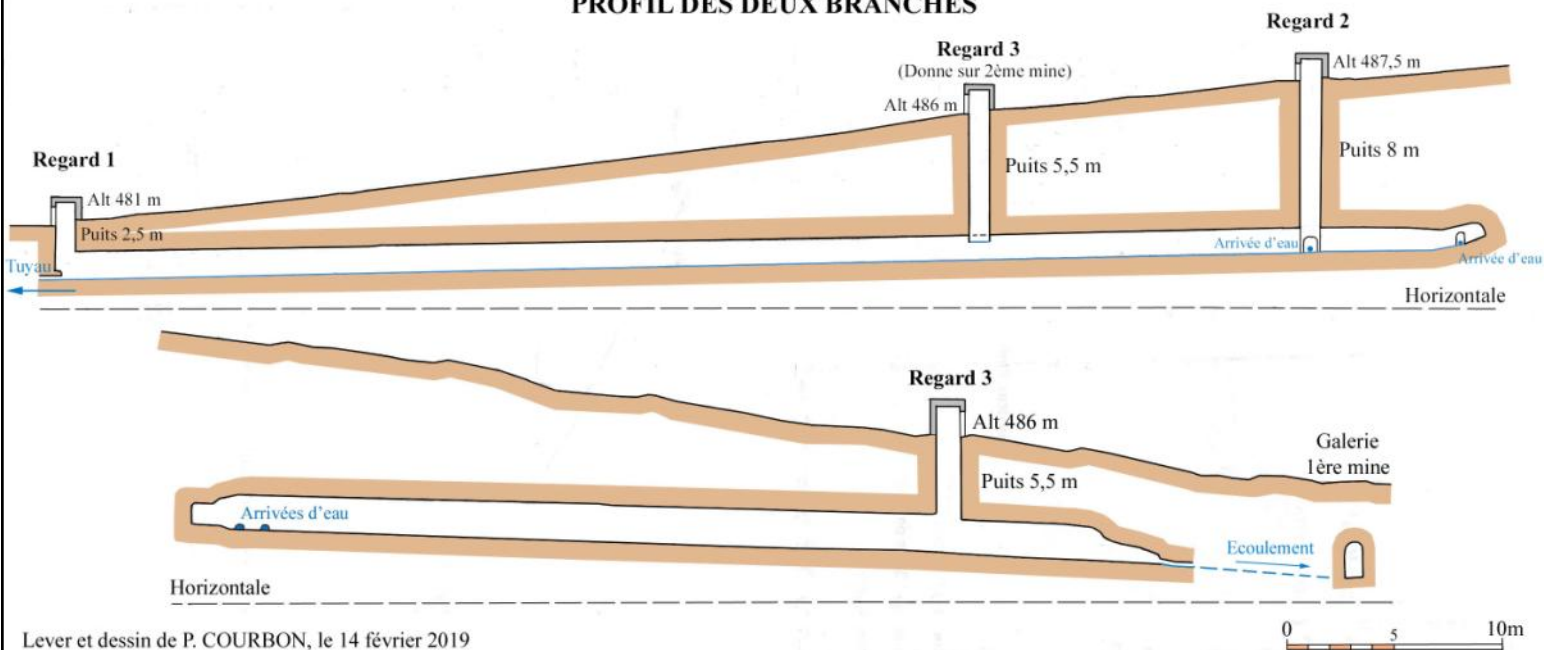 PROFIL DES DEUX BRANCHES
Regard 2
Regard 3
(Donne sur 2ème mine)
Alt 487,5 m
Alt 486 m
Puits 8 m
Regard 1
Puits 5,5 m
Alt 481 m
Puits 2,5 m
Arrivée d'eau
Arrivée d'eau
Tuyau
Horizontale
Regard 3
Alt 486 m
Galerie
1ère mine
Puits 5,5 m
Arrivées d'eau
Ecoulement
Horizontale
Lever et dessin de P. COURBON, le 14 février 2019
0 5 10m